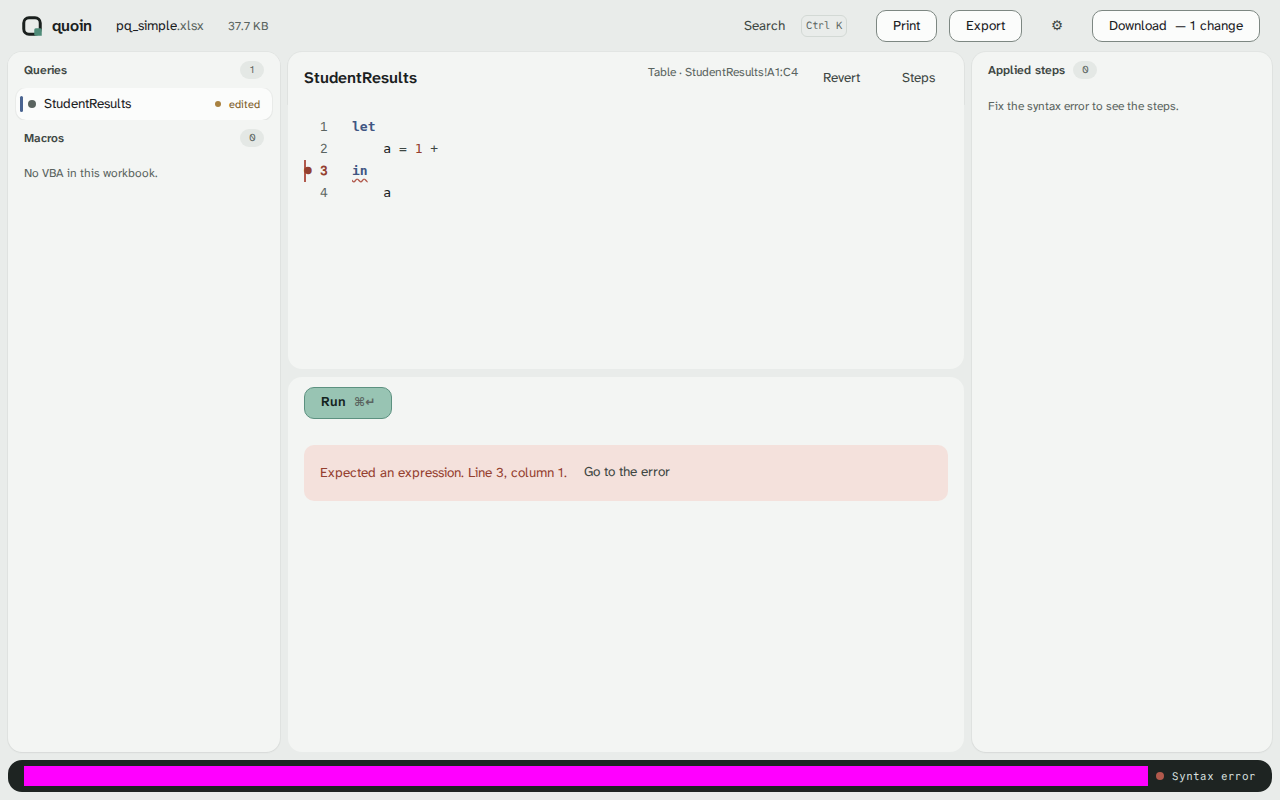 quoin pq_simple.xlsx 37.7 KB Search Ctrl K Print Export ⚙ Download — 1 change
Queries 1
StudentResults edited
Macros 0
No VBA in this workbook.
StudentResults Table · StudentResults!A1:C4 Revert Steps
1 let
2 a = 1 +
3 in
4 a
Run ⌘↵
Expected an expression. Line 3, column 1. Go to the error
Applied steps 0
Fix the syntax error to see the steps.
Syntax error